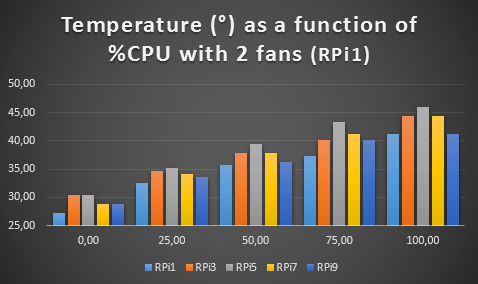 Temperature (°) as a function of
%CPU with 2 fans (RPi1)
50,00
45,00
40,00
35,00
30,00
25,00
0,00 25,00 50,00 75,00 100,00
RPi1 RPi3 RPi5 RPi7 RPi9